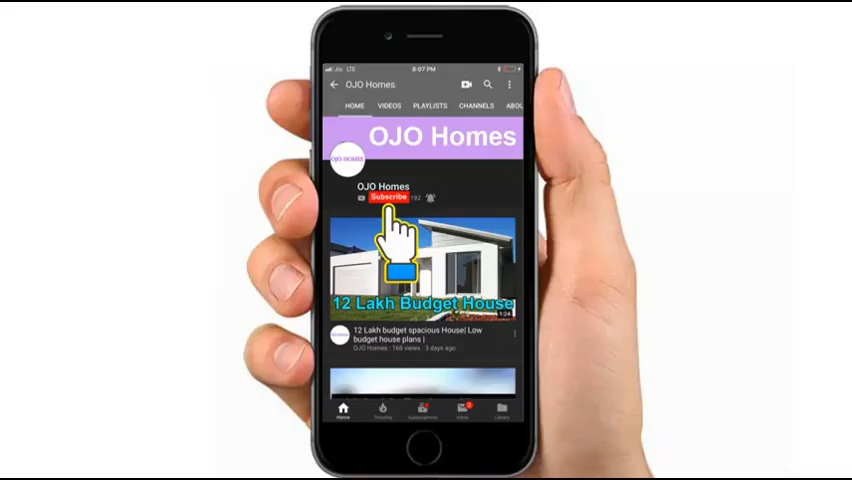 Jio LTE 8:07 PM
OJO Homes
HOME VIDEOS PLAYLISTS CHANNELS ABOU
OJO Homes
OJO HOMES
OJO Homes
Subscribe 192
12 Lakh Budget House
1:24
12 Lakh budget spacious House| Low
budget house plans |
OJO Homes · 168 views · 3 days ago
Home Trending Subscriptions Inbox Library